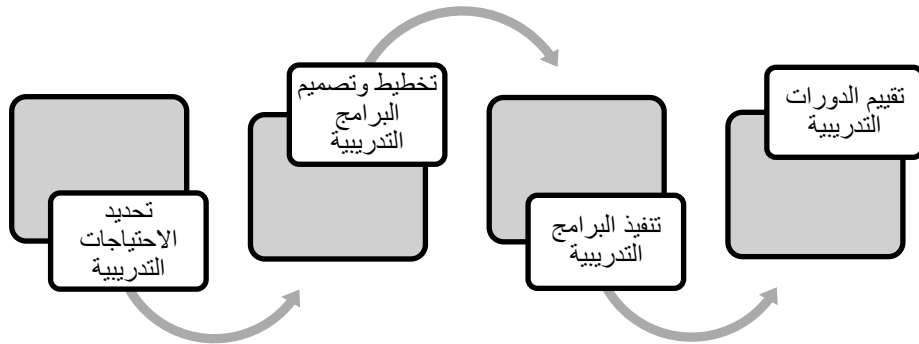 تحديد
الاحتياجات
التدريبية
تخطيط وتصميم
البرامج
التدريبية
تنفيذ البرامج
التدريبية
تقييم الدورات
التدريبية